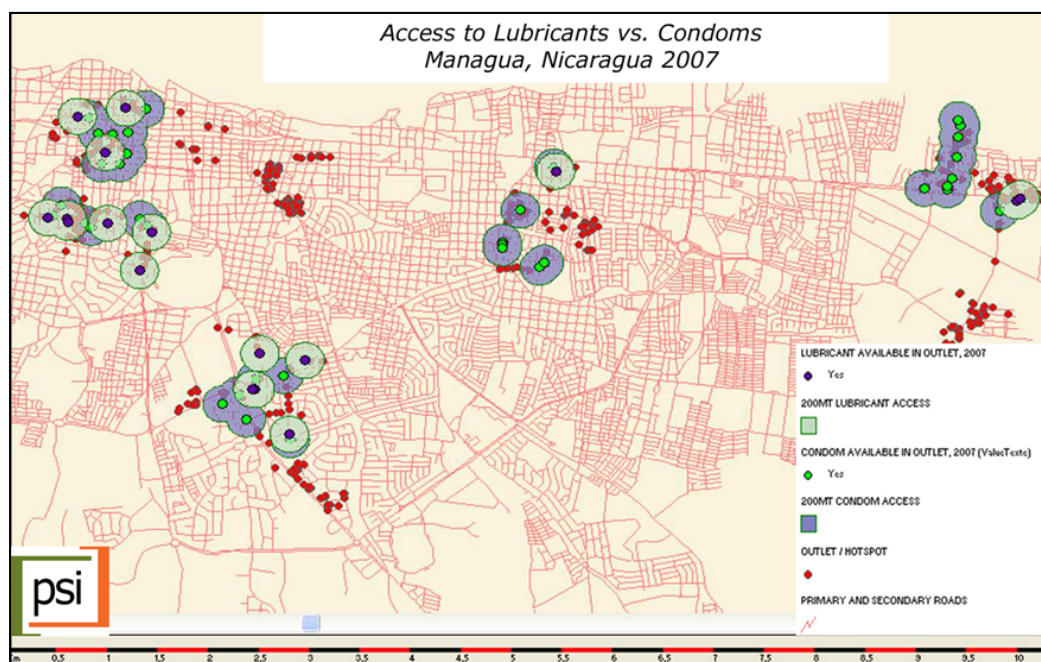 Access to Lubricants vs. Condoms
Managua, Nicaragua 2007
LUBRICANT AVAILABLE IN OUTLET, 2007
Yes
200MT LUBRICANT ACCESS
CONDOM AVAILABLE IN OUTLET, 2007 (ValueTexte)
Yes
200MT CONDOM ACCESS
OUTLET / HOTSPOT
PRIMARY AND SECONDARY ROADS
psi
0,5 1 1,5 2 2,5 3 3,5 4 4,5 5 5,5 6 6,5 7 7,5 8 8,5 9 9,5 10